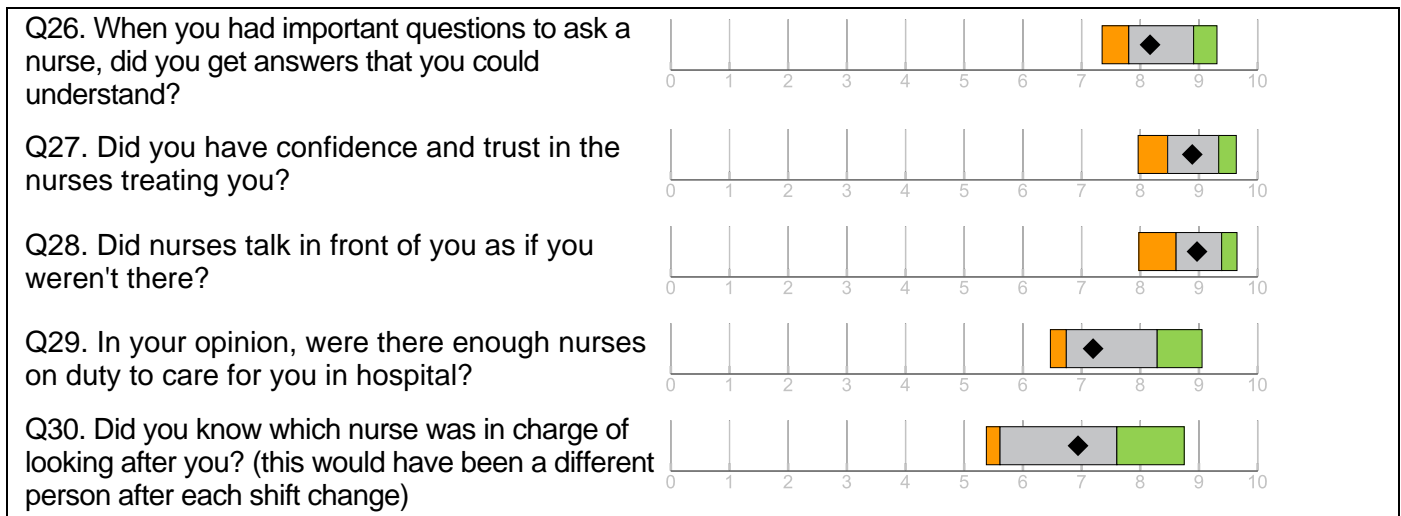 Q26. When you had important questions to ask a
nurse, did you get answers that you could
understand?
0 1 2 3 4 5 6 7 8 9 10
Q27. Did you have confidence and trust in the
nurses treating you?
0 1 2 3 4 5 6 7 8 9 10
Q28. Did nurses talk in front of you as if you
weren't there?
0 1 2 3 4 5 6 7 8 9 10
Q29. In your opinion, were there enough nurses
on duty to care for you in hospital?
0 1 2 3 4 5 6 7 8 9 10
Q30. Did you know which nurse was in charge of
looking after you? (this would have been a different
person after each shift change)
0 1 2 3 4 5 6 7 8 9 10